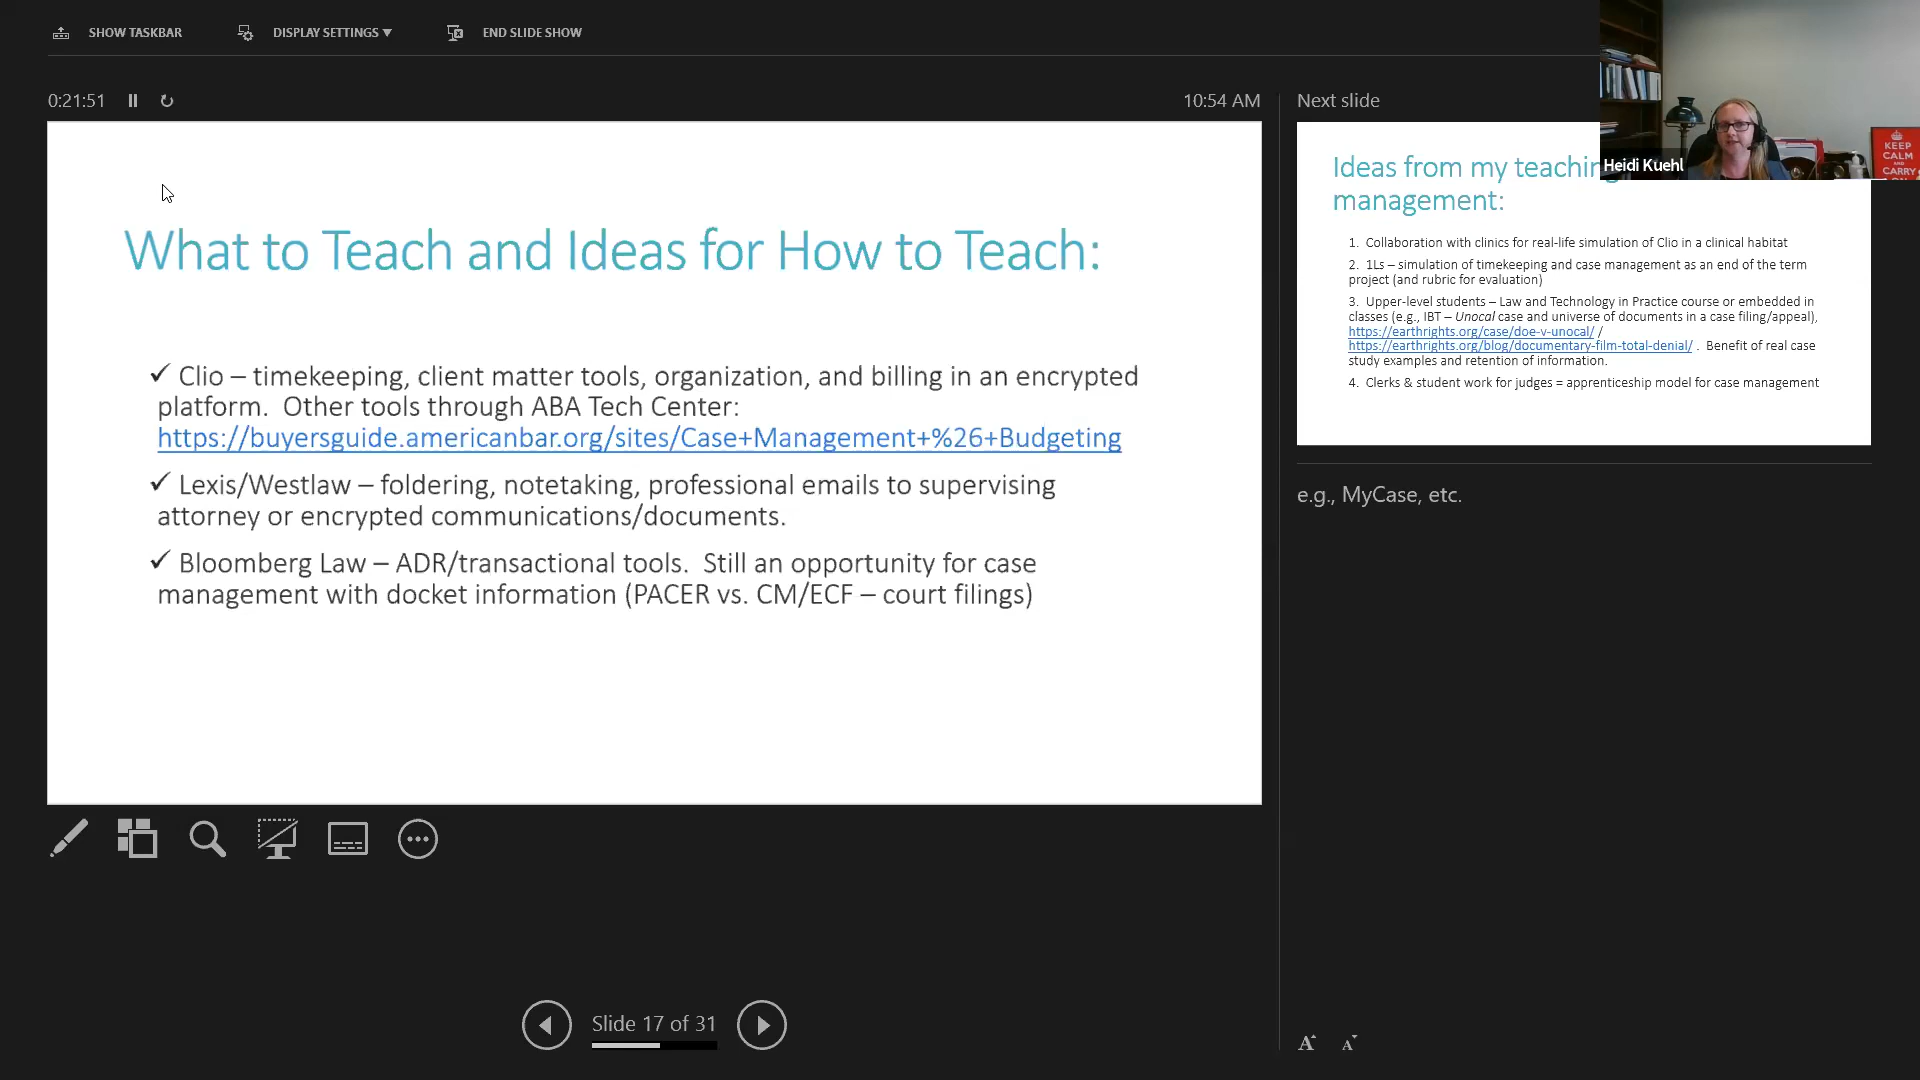 SHOW TASKBAR
DISPLAY SETTINGS ▼
END SLIDE SHOW
0:21:51
10:54 AM
What to Teach and Ideas for How to Teach:
✓ Clio – timekeeping, client matter tools, organization, and billing in an encrypted
platform.  Other tools through ABA Tech Center:
https://buyersguide.americanbar.org/sites/Case+Management+%26+Budgeting
✓ Lexis/Westlaw – foldering, notetaking, professional emails to supervising
attorney or encrypted communications/documents.
✓ Bloomberg Law – ADR/transactional tools.  Still an opportunity for case
management with docket information (PACER vs. CM/ECF – court filings)
Slide 17 of 31
Next slide
Ideas from my teaching
management:
1.  Collaboration with clinics for real-life simulation of Clio in a clinical habitat
2.  1Ls – simulation of timekeeping and case management as an end of the term
project (and rubric for evaluation)
3.  Upper-level students – Law and Technology in Practice course or embedded in
classes (e.g., IBT – Unocal case and universe of documents in a case filing/appeal),
https://earthrights.org/case/doe-v-unocal/ /
https://earthrights.org/blog/documentary-film-total-denial/ .  Benefit of real case
study examples and retention of information.
4.  Clerks & student work for judges = apprenticeship model for case management
Heidi Kuehl
KEEP
CALM
AND
CARRY
ON
e.g., MyCase, etc.
A
A